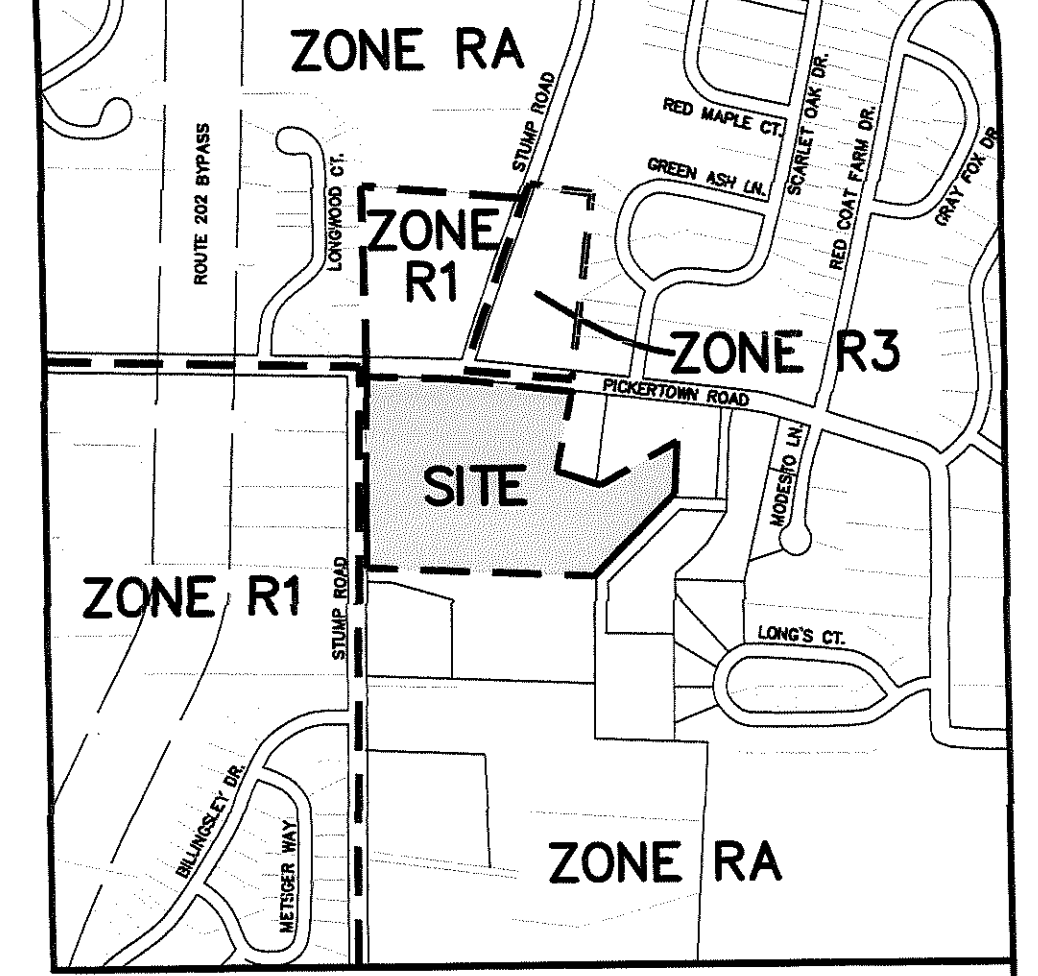 ZONE RA
STUMP ROAD
RED MAPLE CT.
SCARLET OAK DR.
RED COAT FARM DR.
GRAY FOX DR
GREEN ASH LN.
ROUTE 202 BYPASS
LONGWOOD CT.
ZONE
R1
ZONE R3
PICKERTOWN ROAD
MODESTO LN.
SITE
ZONE R1
STUMP ROAD
LONG'S CT.
BILLINGSLEY DR.
METSGER WAY
ZONE RA